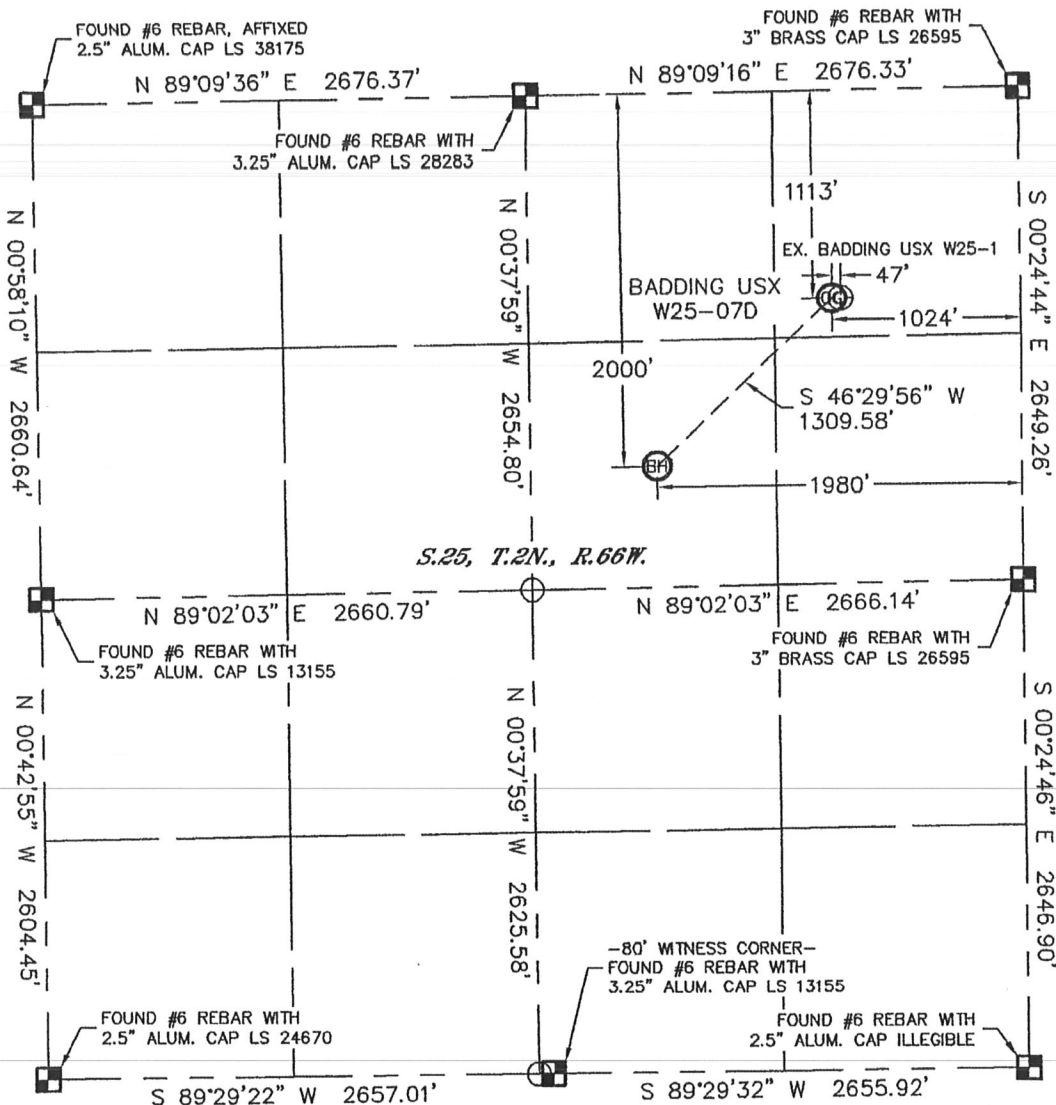 FOUND #6 REBAR, AFFIXED
2.5" ALUM. CAP LS 38175
FOUND #6 REBAR WITH
3" BRASS CAP LS 26595
N 89°09'36" E 2676.37'
N 89°09'16" E 2676.33'
FOUND #6 REBAR WITH
3.25" ALUM. CAP LS 28283
1113'
N 00°58'10" W 2660.64'
N 00°37'59" W 2654.80'
S 00°24'44" E 2649.26'
EX. BADDING USX W25-1
47'
BADDING USX
W25-07D
1024'
2000'
S 46°29'56" W
1309.58'
BH
1980'
S.25, T.2N., R.66W.
N 89°02'03" E 2660.79'
N 89°02'03" E 2666.14'
FOUND #6 REBAR WITH
3.25" ALUM. CAP LS 13155
FOUND #6 REBAR WITH
3" BRASS CAP LS 26595
N 00°42'55" W 2604.45'
N 00°37'59" W 2625.58'
S 00°24'46" E 2646.90'
-80' WITNESS CORNER-
FOUND #6 REBAR WITH
3.25" ALUM. CAP LS 13155
FOUND #6 REBAR WITH
2.5" ALUM. CAP LS 24670
FOUND #6 REBAR WITH
2.5" ALUM. CAP ILLEGIBLE
S 89°29'22" W 2657.01'
S 89°29'32" W 2655.92'